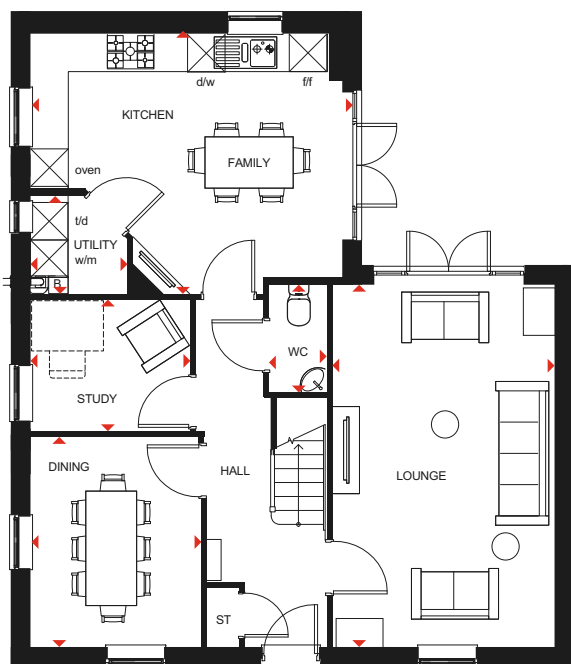 d/w
f/f
KITCHEN
FAMILY
oven
t/d
UTILITY
w/m
B
WC
STUDY
DINING
HALL
LOUNGE
ST